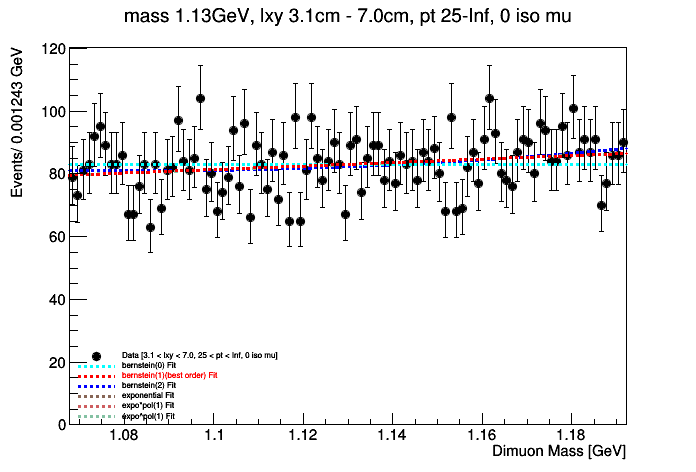 mass 1.13GeV, lxy 3.1cm - 7.0cm, pt 25-Inf, 0 iso mu
Events/ 0.001243 GeV
120
100
80
60
40
20
0
Data [3.1 < lxy < 7.0, 25 < pt < Inf, 0 iso mu]
bernstein(0) Fit
bernstein(1)(best order) Fit
bernstein(2) Fit
exponential Fit
expo*pol(1) Fit
expo^pol(1) Fit
1.08 1.1 1.12 1.14 1.16 1.18
Dimuon Mass [GeV]